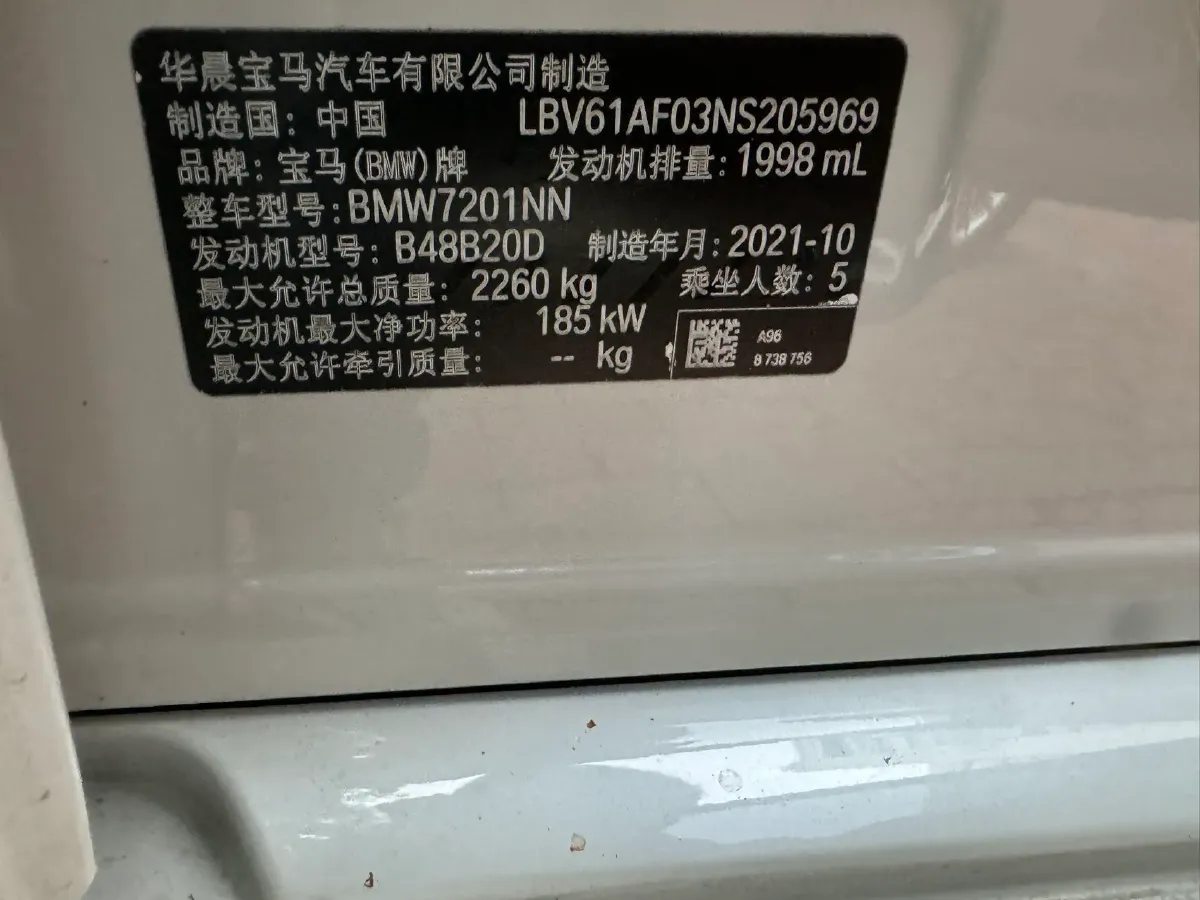 华晨宝马汽车有限公司制造
制造国：中国 LBV61AF03NS205969
品牌：宝马(BMW)牌 发动机排量：1998 mL
整车型号：BMW7201NN
发动机型号：B48B20D 制造年月：2021-10
最大允许总质量：2260 kg 乘坐人数：5
发动机最大净功率：185 kW
最大允许牵引质量：-- kg
A96
8 738 756